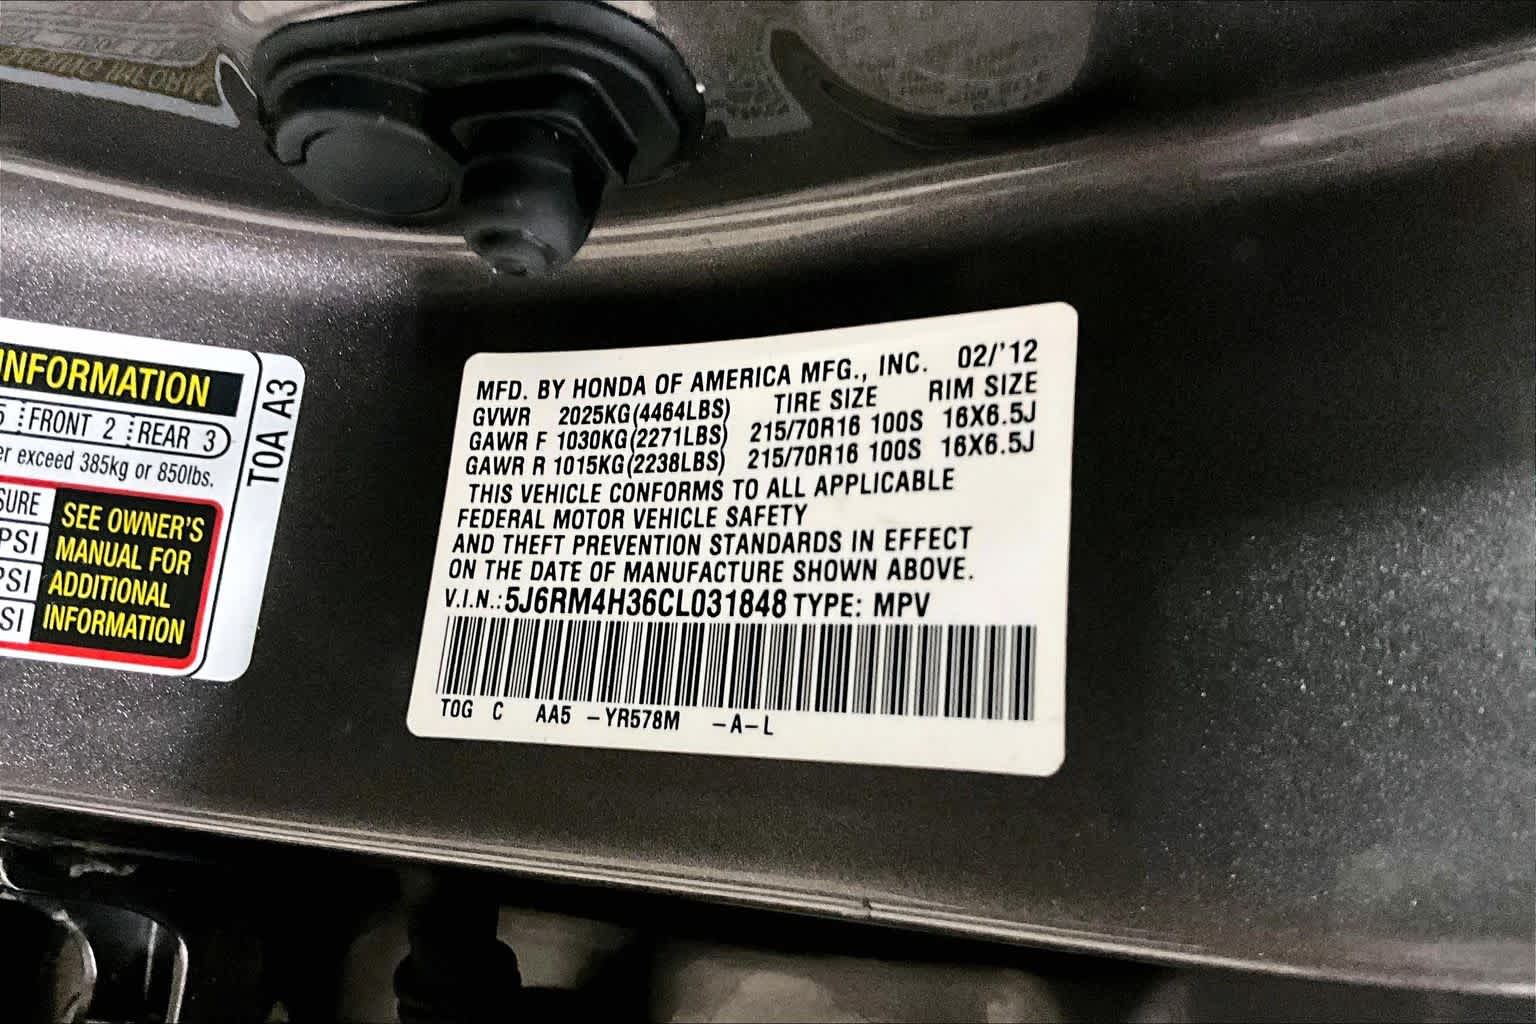 INFORMATION
5 FRONT 2 REAR 3
exceed 385kg or 850lbs.
SEE OWNER'S
MANUAL FOR
PSI
ADDITIONAL
PSI
INFORMATION
T0A A3
MFD. BY HONDA OF AMERICA MFG., INC. 02/'12
GVWR 2025KG(4464LBS) TIRE SIZE RIM SIZE
GAWR F 1030KG(2271LBS) 215/70R16 100S 16X6.5J
GAWR R 1015KG(2238LBS) 215/70R16 100S 16X6.5J
THIS VEHICLE CONFORMS TO ALL APPLICABLE
FEDERAL MOTOR VEHICLE SAFETY
AND THEFT PREVENTION STANDARDS IN EFFECT
ON THE DATE OF MANUFACTURE SHOWN ABOVE.
V.I.N.:5J6RM4H36CL031848 TYPE: MPV
T0G C AA5 -YR578M -A-L